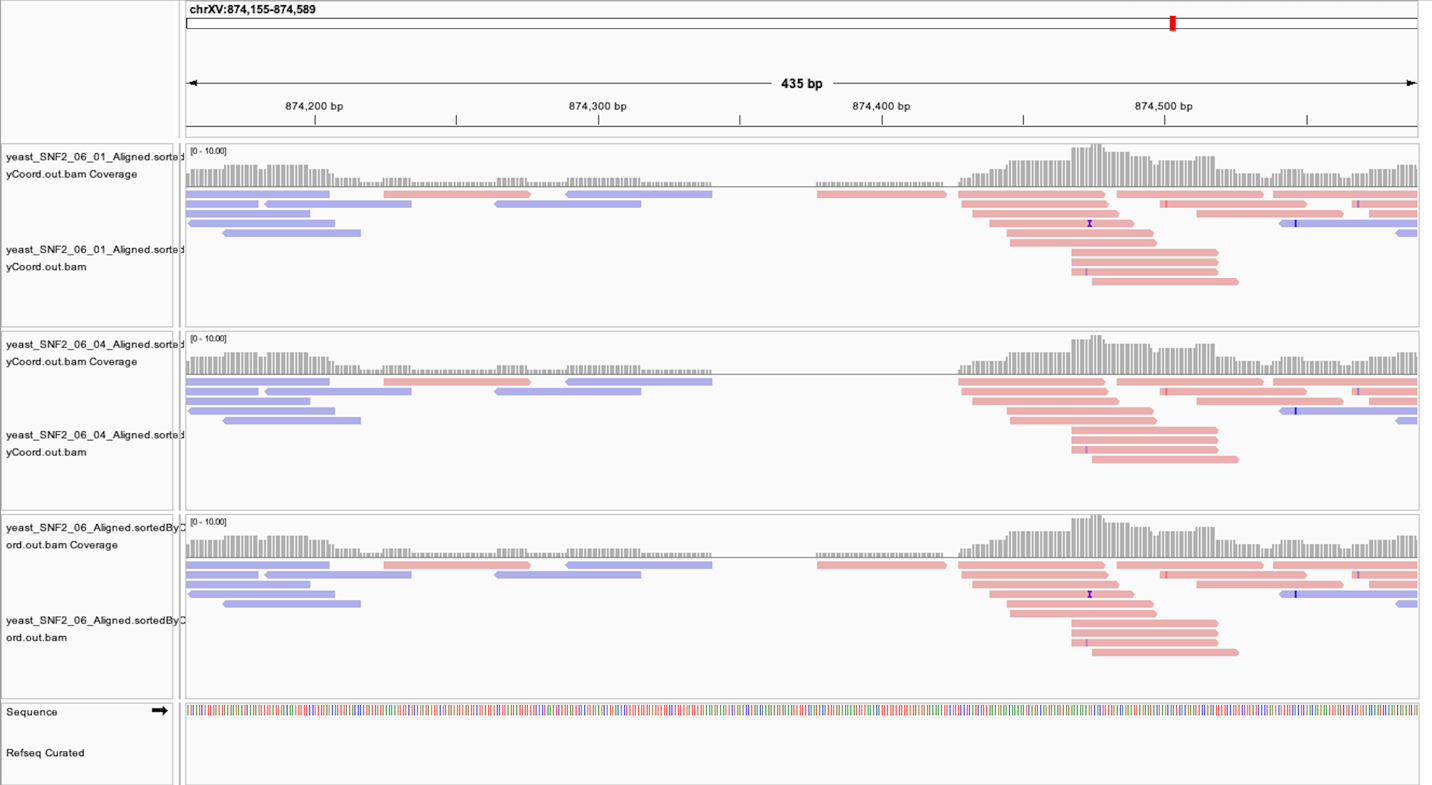 chrXV:874,155-874,589
435 bp
874,200 bp 874,300 bp 874,400 bp 874,500 bp
[0 - 10.00]
yeast_SNF2_06_01_Aligned.sorted
yCoord.out.bam Coverage
yeast_SNF2_06_01_Aligned.sorted
yCoord.out.bam
[0 - 10.00]
yeast_SNF2_06_04_Aligned.sorted
yCoord.out.bam Coverage
yeast_SNF2_06_04_Aligned.sorted
yCoord.out.bam
[0 - 10.00]
yeast_SNF2_06_Aligned.sortedByC
ord.out.bam Coverage
yeast_SNF2_06_Aligned.sortedByC
ord.out.bam
Sequence
Refseq Curated